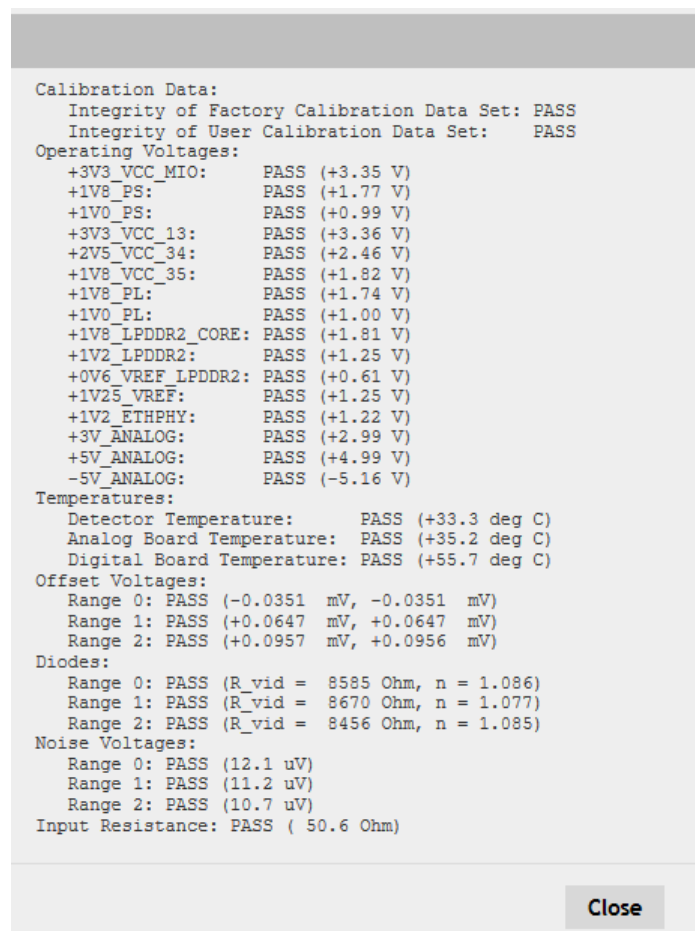 Calibration Data:
   Integrity of Factory Calibration Data Set: PASS
   Integrity of User Calibration Data Set:    PASS
Operating Voltages:
   +3V3_VCC_MIO:      PASS (+3.35 V)
   +1V8_PS:           PASS (+1.77 V)
   +1V0_PS:           PASS (+0.99 V)
   +3V3_VCC_13:       PASS (+3.36 V)
   +2V5_VCC_34:       PASS (+2.46 V)
   +1V8_VCC_35:       PASS (+1.82 V)
   +1V8_PL:           PASS (+1.74 V)
   +1V0_PL:           PASS (+1.00 V)
   +1V8_LPDDR2_CORE: PASS (+1.81 V)
   +1V2_LPDDR2:       PASS (+1.25 V)
   +0V6_VREF_LPDDR2: PASS (+0.61 V)
   +1V25_VREF:        PASS (+1.25 V)
   +1V2_ETHPHY:       PASS (+1.22 V)
   +3V_ANALOG:        PASS (+2.99 V)
   +5V_ANALOG:        PASS (+4.99 V)
   -5V_ANALOG:        PASS (-5.16 V)
Temperatures:
   Detector Temperature:      PASS (+33.3 deg C)
   Analog Board Temperature:  PASS (+35.2 deg C)
   Digital Board Temperature: PASS (+55.7 deg C)
Offset Voltages:
   Range 0: PASS (-0.0351  mV, -0.0351  mV)
   Range 1: PASS (+0.0647  mV, +0.0647  mV)
   Range 2: PASS (+0.0957  mV, +0.0956  mV)
Diodes:
   Range 0: PASS (R_vid =  8585 Ohm, n = 1.086)
   Range 1: PASS (R_vid =  8670 Ohm, n = 1.077)
   Range 2: PASS (R_vid =  8456 Ohm, n = 1.085)
Noise Voltages:
   Range 0: PASS (12.1 uV)
   Range 1: PASS (11.2 uV)
   Range 2: PASS (10.7 uV)
Input Resistance: PASS ( 50.6 Ohm)
Close